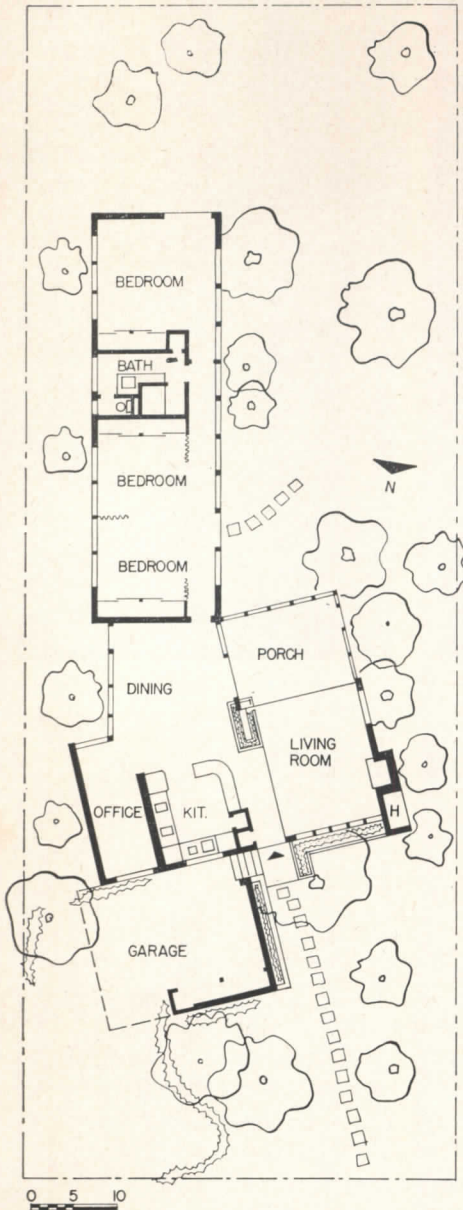 BEDROOM
BATH
BEDROOM
N
BEDROOM
PORCH
DINING
LIVING
ROOM
OFFICE
KIT.
H
GARAGE
0 5 10